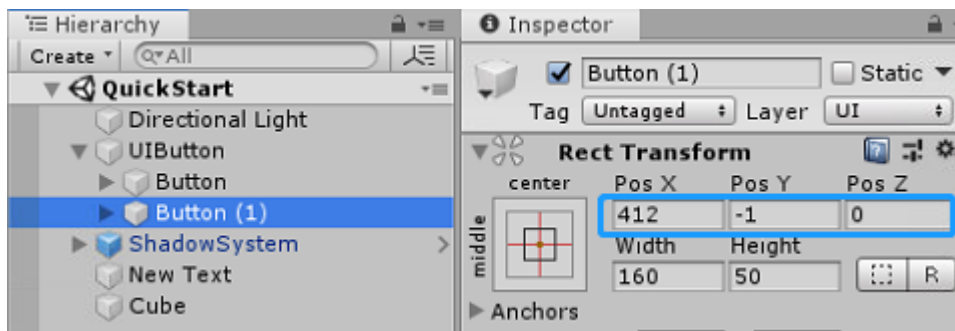 Hierarchy
Create All
QuickStart
Directional Light
UIButton
Button
Button (1)
ShadowSystem
New Text
Cube
Inspector
Button (1) Static
Tag Untagged Layer UI
Rect Transform
center Pos X Pos Y Pos Z
middle
412 -1 0
Width Height
160 50 R
Anchors